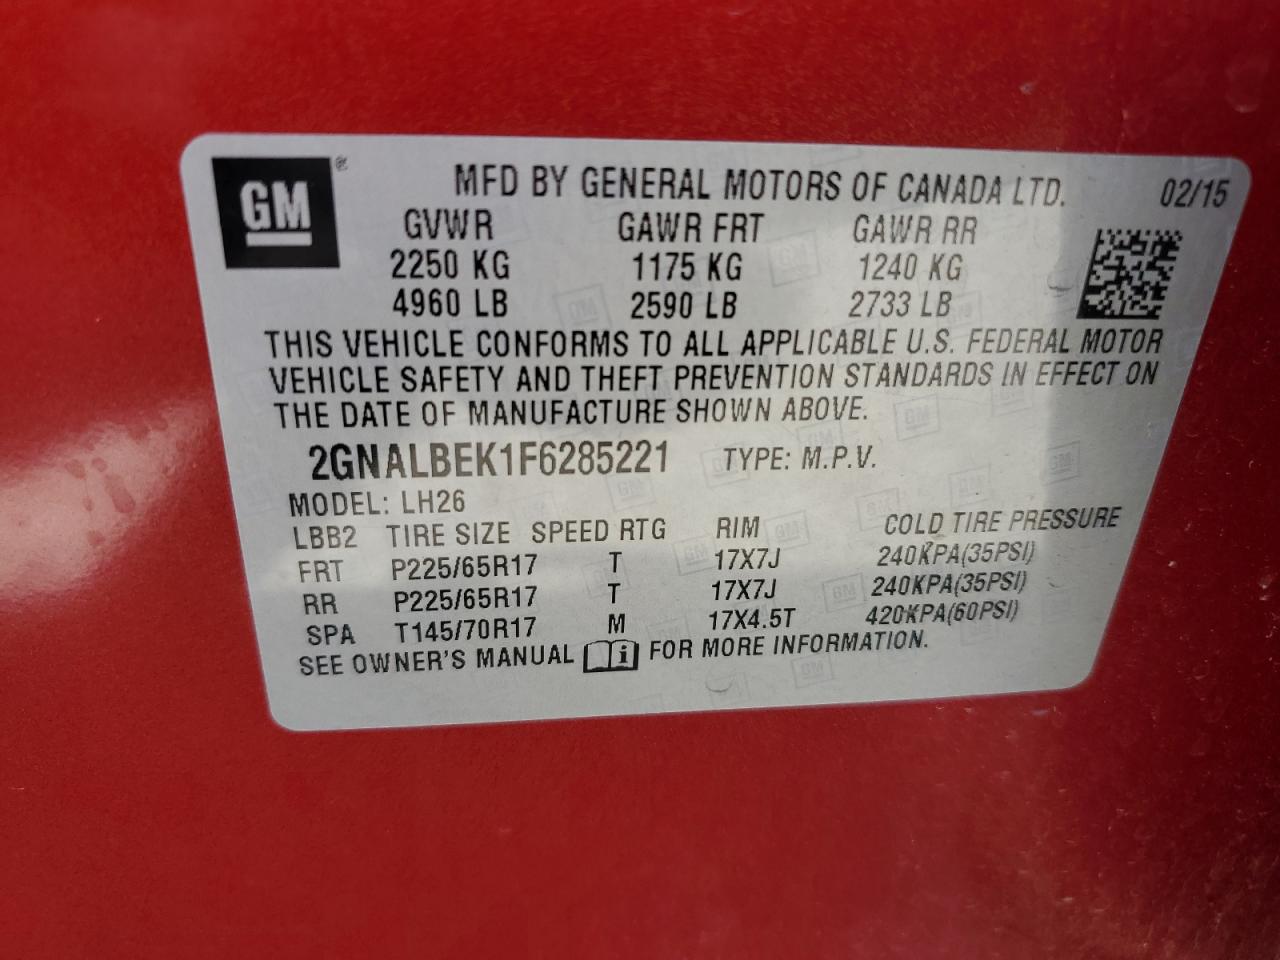 GM ®
MFD BY GENERAL MOTORS OF CANADA LTD. 02/15
GVWR GAWR FRT GAWR RR
2250 KG 1175 KG 1240 KG
4960 LB 2590 LB 2733 LB
THIS VEHICLE CONFORMS TO ALL APPLICABLE U.S. FEDERAL MOTOR
VEHICLE SAFETY AND THEFT PREVENTION STANDARDS IN EFFECT ON
THE DATE OF MANUFACTURE SHOWN ABOVE.
2GNALBEK1F6285221 TYPE: M.P.V.
MODEL: LH26
LBB2 TIRE SIZE SPEED RTG RIM COLD TIRE PRESSURE
FRT P225/65R17 T 17X7J 240KPA(35PSI)
RR P225/65R17 T 17X7J 240KPA(35PSI)
SPA T145/70R17 M 17X4.5T 420KPA(60PSI)
SEE OWNER'S MANUAL i FOR MORE INFORMATION.